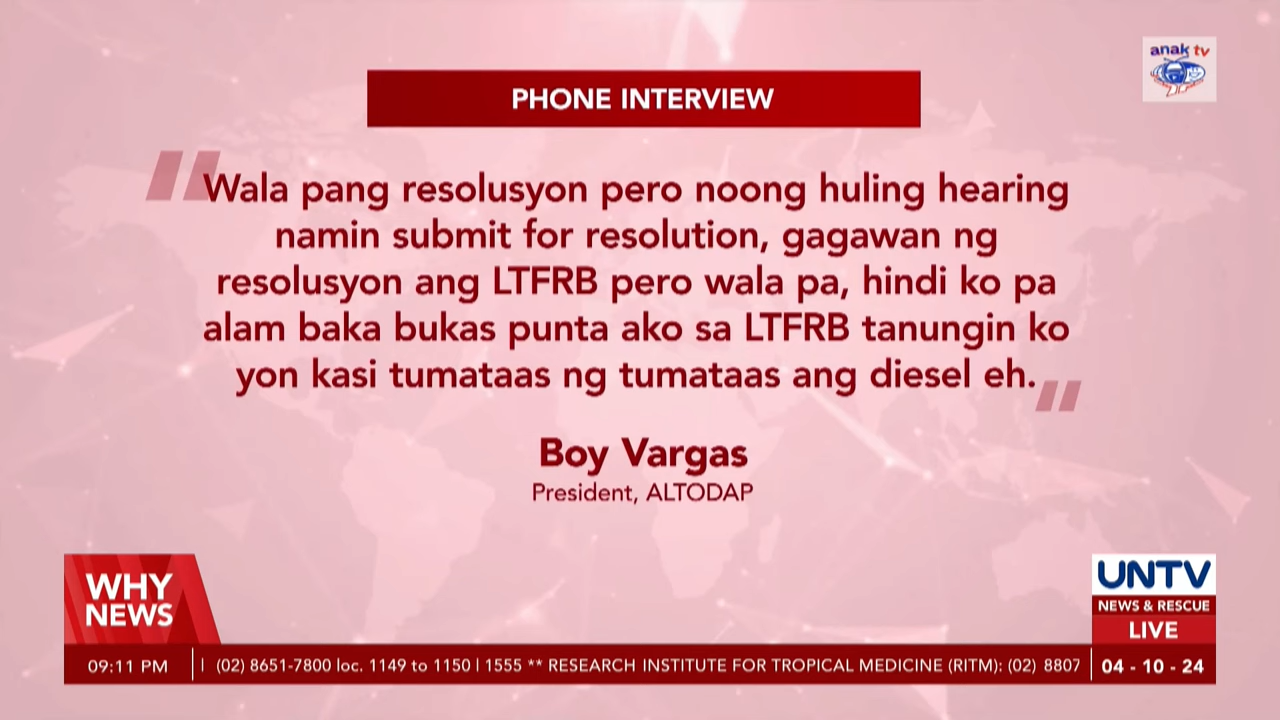 anak tv
PHONE INTERVIEW
"Wala pang resolusyon pero noong huling hearing
namin submit for resolution, gagawan ng
resolusyon ang LTFRB pero wala pa, hindi ko pa
alam baka bukas punta ako sa LTFRB tanungin ko
yon kasi tumataas ng tumataas ang diesel eh."
Boy Vargas
President, ALTODAP
WHY
NEWS
UNTV
NEWS & RESCUE
LIVE
09:11 PM
| (02) 8651-7800 loc. 1149 to 1150 | 1555 ** RESEARCH INSTITUTE FOR TROPICAL MEDICINE (RITM): (02) 8807
04 - 10 - 24